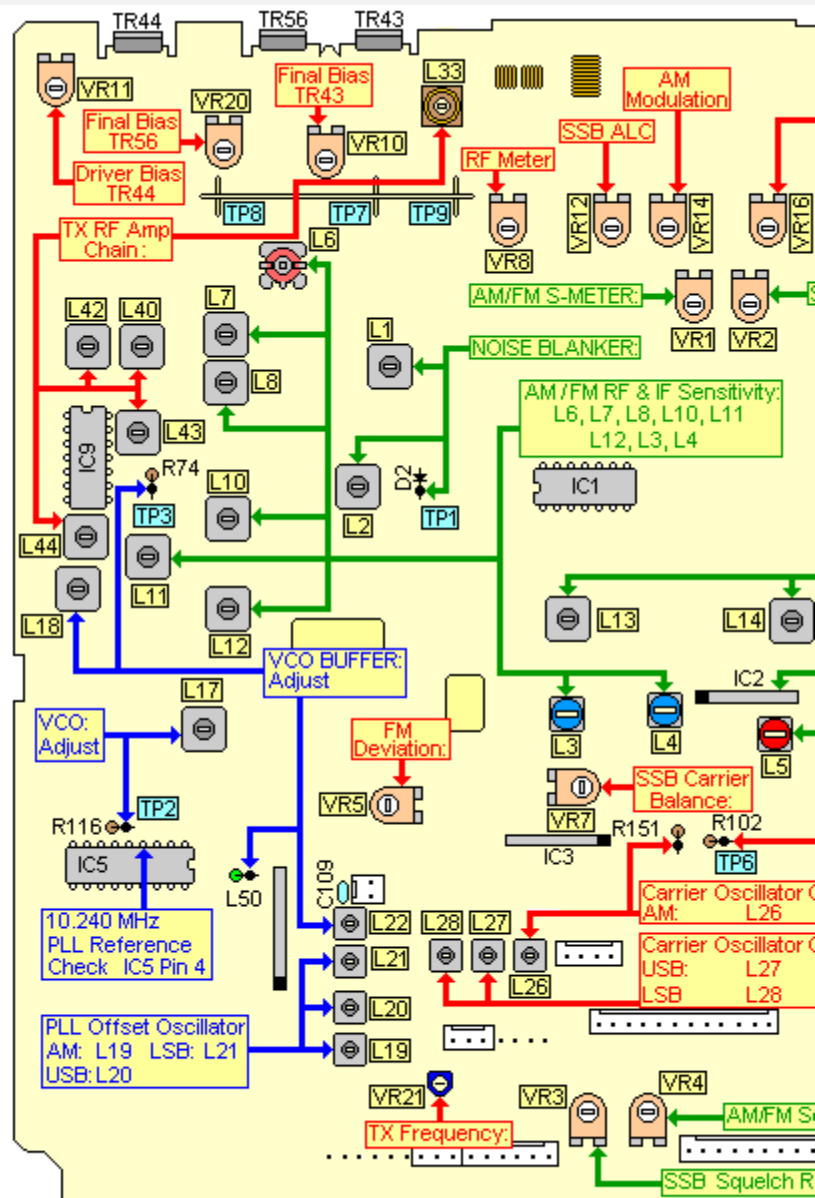 TR44
TR56
TR43
VR11
VR20
Final Bias
TR43
L33
AM
Modulation
Final Bias
TR56
VR10
SSB ALC
Driver Bias
TR44
RF Meter
TP8
TP7
TP9
VR12
VR14
VR16
TX RF Amp
Chain:
L6
VR8
AM/FM S-METER:
VR1
VR2
L42
L40
L7
L1
NOISE BLANKER:
L8
AM/FM RF & IF Sensitivity:
L6, L7, L8, L10, L11
L12, L3, L4
L43
IC9
R74
L10
D2
IC1
TP3
L2
TP1
L44
L11
L18
L12
L13
L14
VCO BUFFER:
Adjust
L17
IC2
VCO:
Adjust
FM
Deviation:
L3
L4
L5
SSB Carrier
Balance:
TP2
VR5
VR7
R116
R151
R102
IC5
IC3
TP6
L50
C109
10.240 MHz
PLL Reference
Check IC5 Pin 4
L22
L28
L27
Carrier Oscillator
AM: L26
L21
L26
Carrier Oscillator
USB: L27
LSB L28
L20
PLL Offset Oscillator
AM: L19 LSB: L21
USB: L20
L19
VR21
VR3
VR4
TX Frequency:
AM/FM
SSB Squelch